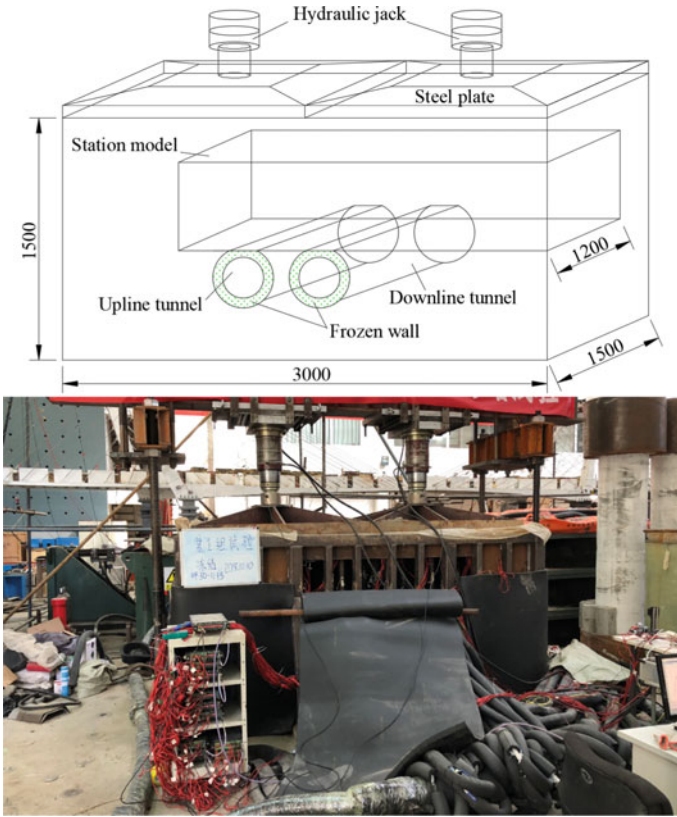 Hydraulic jack
Steel plate
Station model
1500
1200
Upline tunnel
Downline tunnel
Frozen wall
1500
3000